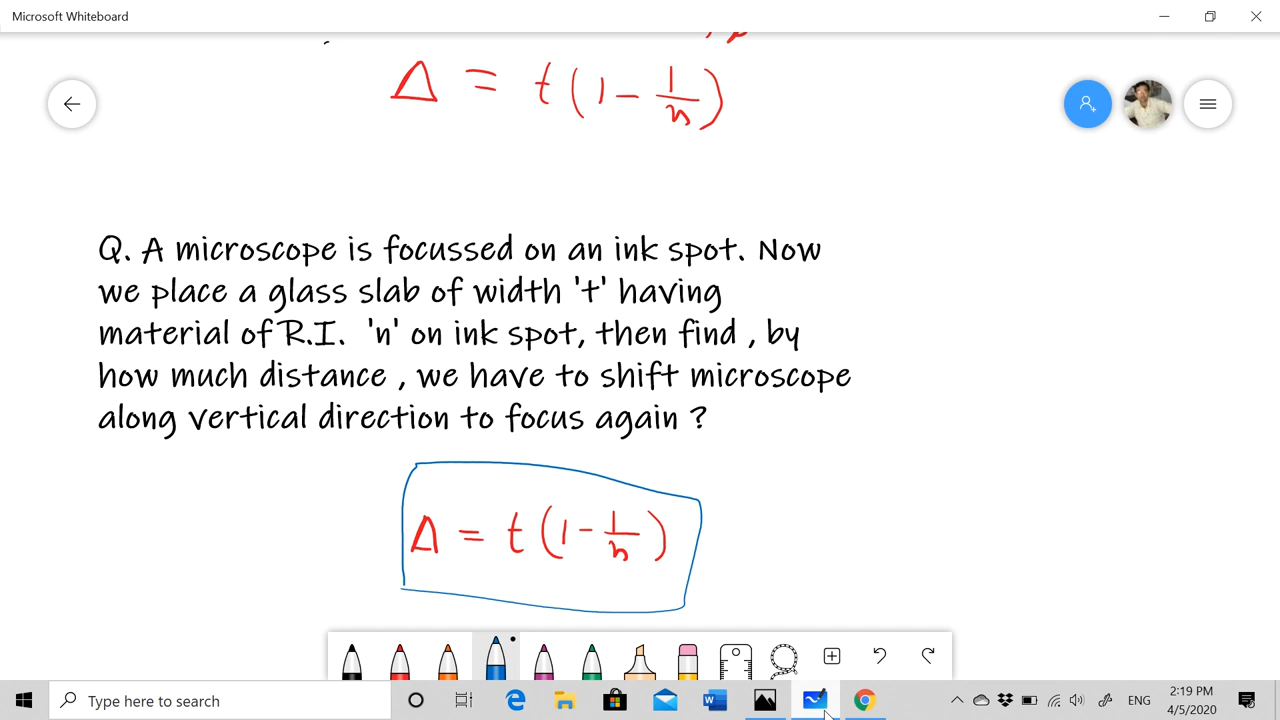 Microsoft Whiteboard
Δ = t (1 - 1/n)
Q. A microscope is focussed on an ink spot. Now
we place a glass slab of width 't' having
material of R.I. 'n' on ink spot, then find , by
how much distance , we have to shift microscope
along vertical direction to focus again ?
Δ = t (1 - 1/n)
Type here to search
ENG
2:19 PM
4/5/2020